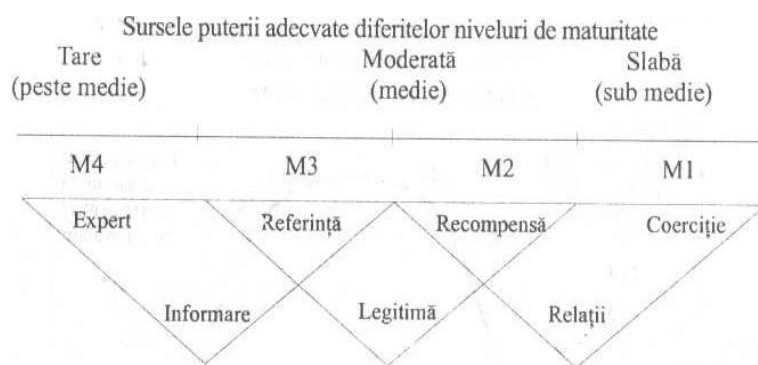 Sursele puterii adecvate diferitelor niveluri de maturitate
Tare Moderată Slabă
(peste medie) (medie) (sub medie)
M4 M3 M2 M1
Expert Referință Recompensă Coerciție
Informare Legitimă Relații